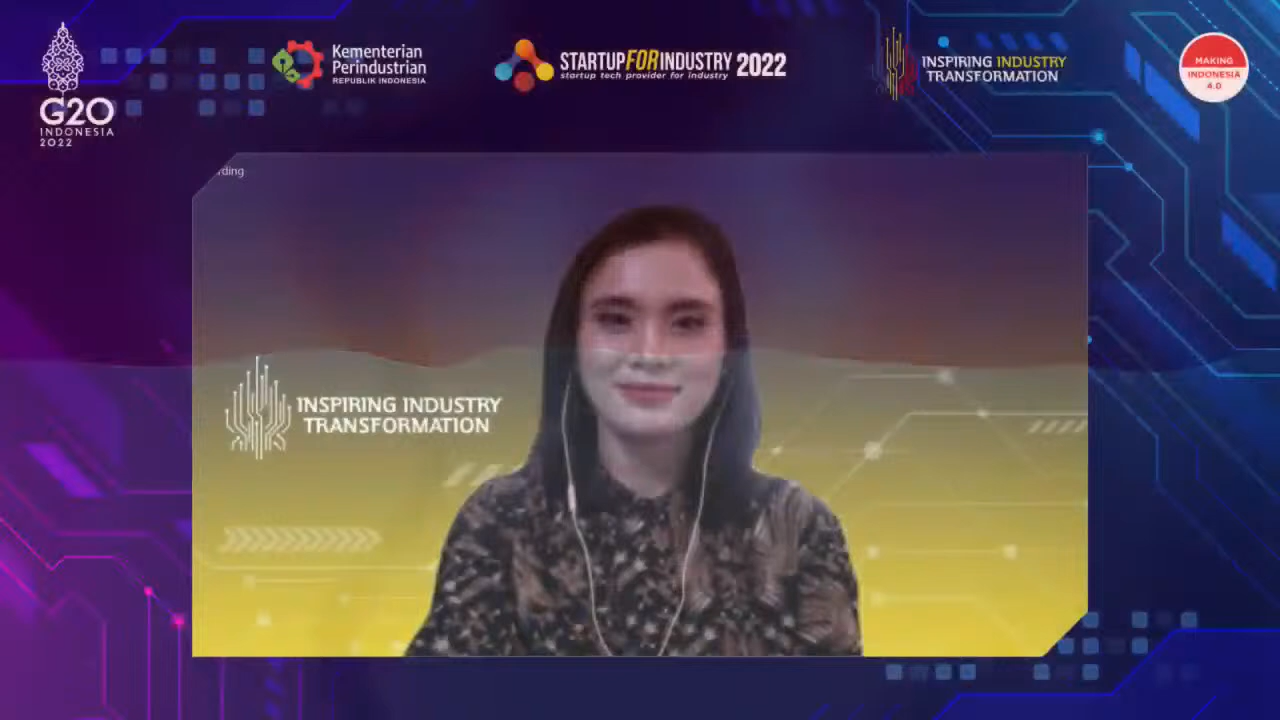 G20
INDONESIA
2022
Kementerian
Perindustrian
REPUBLIK INDONESIA
STARTUPFORINDUSTRY 2022
startup tech provider for industry
INSPIRING INDUSTRY
TRANSFORMATION
MAKING
INDONESIA
4.0
rding
INSPIRING INDUSTRY
TRANSFORMATION